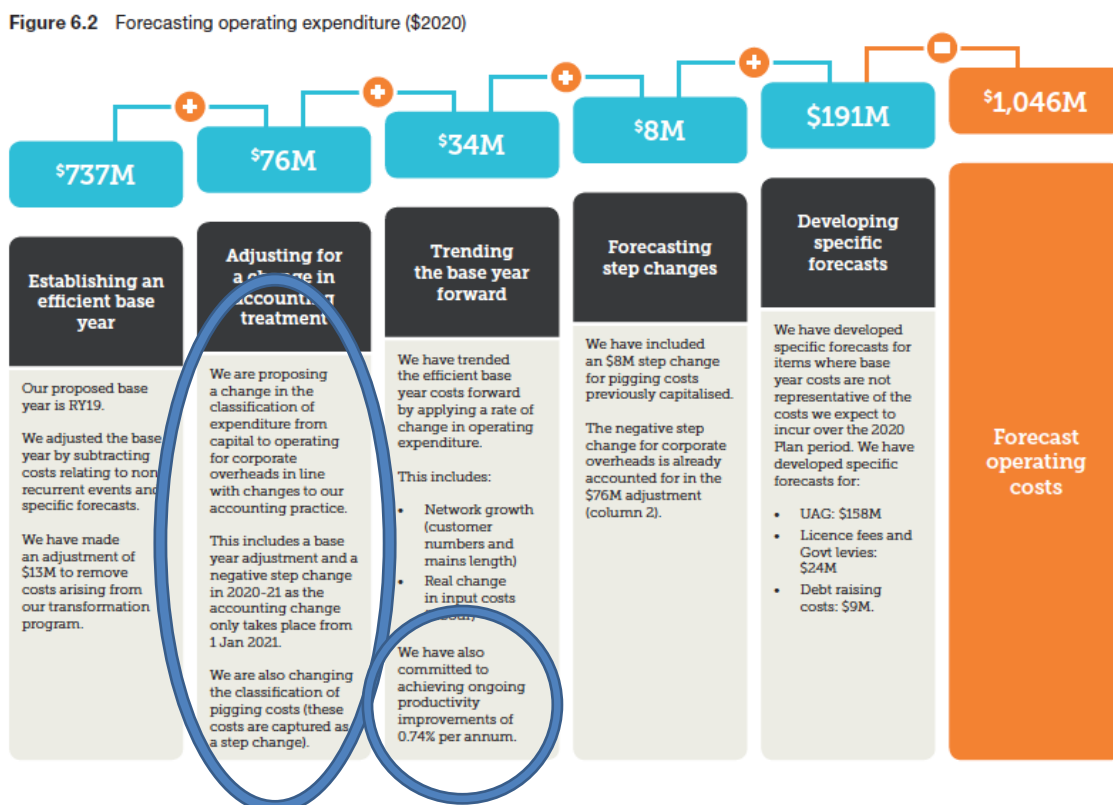 Figure 6.2 Forecasting operating expenditure ($2020)
$737M
$76M
$34M
$8M
$191M
$1,046M
Establishing an
efficient base
year
Our proposed base
year is RY19.
We adjusted the base
year by subtracting
costs relating to non
recurrent events and
specific forecasts.
We have made
an adjustment of
$13M to remove
costs arising from
our transformation
program.
Adjusting for
a change in
accounting
treatment
We are proposing
a change in the
classification of
expenditure from
capital to operating
for corporate
overheads in line
with changes to our
accounting practice.
This includes a base
year adjustment and a
negative step change
in 2020-21 as the
accounting change
only takes place from
1 Jan 2021.
We are also changing
the classification of
pigging costs (these
costs are captured as
a step change).
Trending
the base year
forward
We have trended
the efficient base
year costs forward
by applying a rate of
change in operating
expenditure.
This includes:
• Network growth
(customer
numbers and
mains length)
• Real change
in input costs
We have also
committed to
achieving ongoing
productivity
improvements of
0.74% per annum.
Forecasting
step changes
We have included
an $8M step change
for pigging costs
previously capitalised.
The negative step
change for corporate
overheads is already
accounted for in the
$76M adjustment
(column 2).
Developing
specific
forecasts
We have developed
specific forecasts for
items where base
year costs are not
representative of the
costs we expect to
incur over the 2020
Plan period. We have
developed specific
forecasts for:
• UAG: $158M
• Licence fees and
Govt levies:
$24M
• Debt raising
costs: $9M.
Forecast
operating
costs